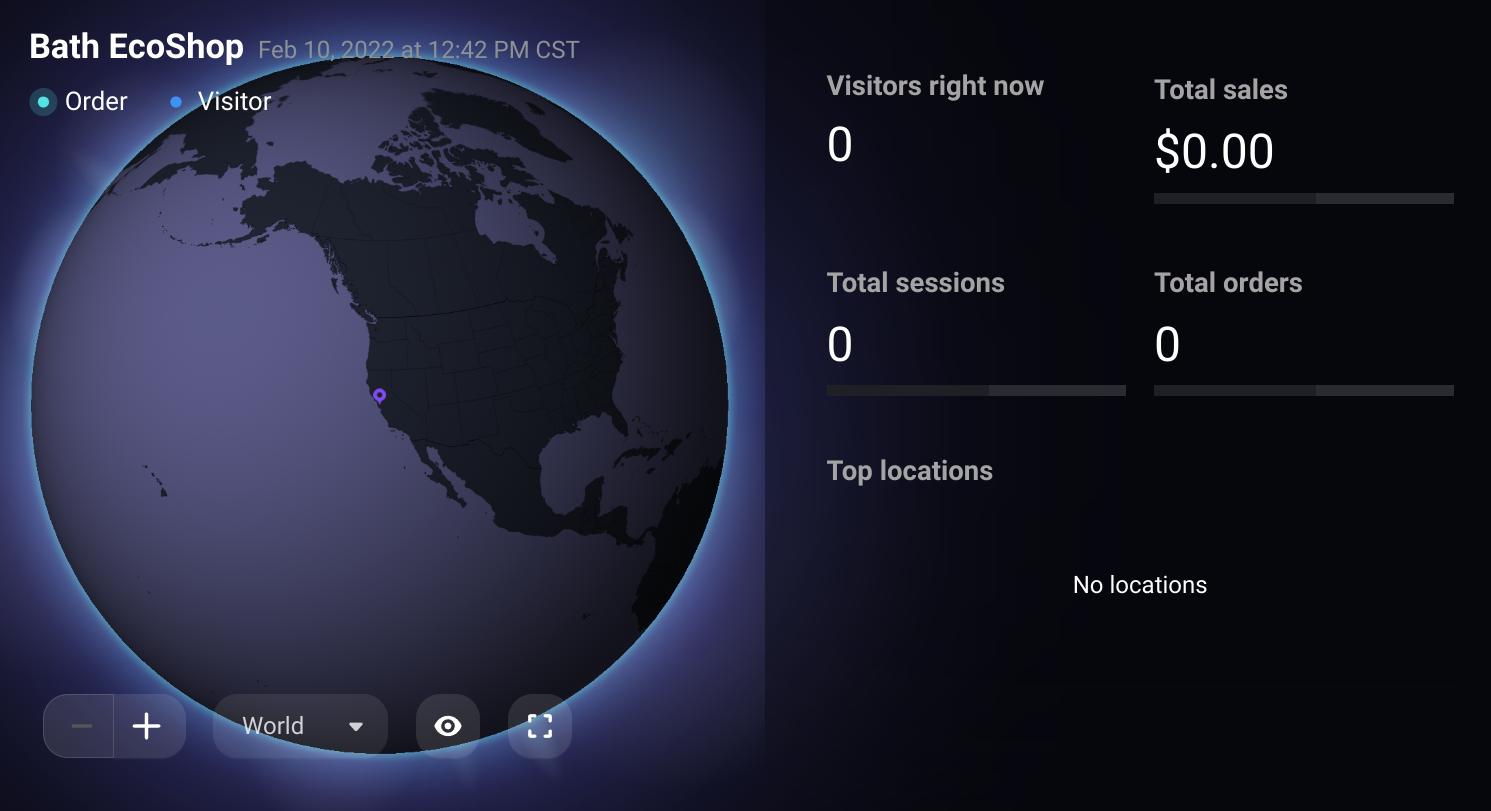 Bath EcoShop Feb 10, 2022 at 12:42 PM CST
Order Visitor
Visitors right now
0
Total sales
$0.00
Total sessions
0
Total orders
0
Top locations
No locations
World